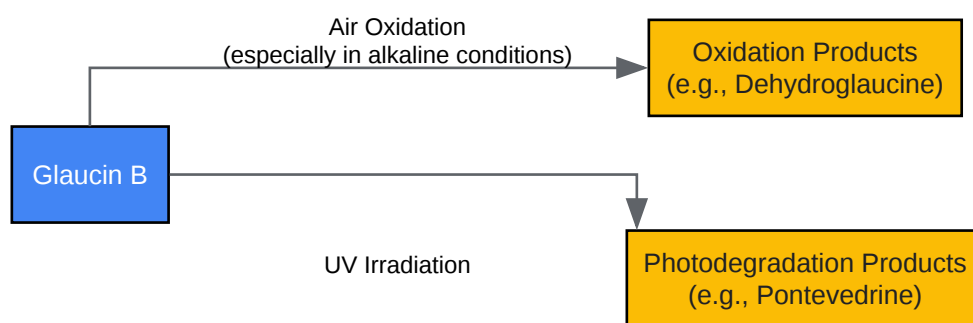 Air Oxidation
(especially in alkaline conditions)
Oxidation Products
(e.g., Dehydroglaucine)
Glaucin B
UV Irradiation
Photodegradation Products
(e.g., Pontevedrine)